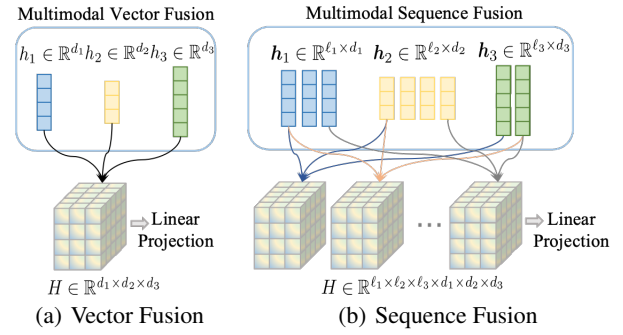 Multimodal Vector Fusion
h₁ ∈ ℝ^{d₁} h₂ ∈ ℝ^{d₂} h₃ ∈ ℝ^{d₃}
Linear
Projection
H ∈ ℝ^{d₁×d₂×d₃}
(a) Vector Fusion
Multimodal Sequence Fusion
h₁ ∈ ℝ^{ℓ₁×d₁} h₂ ∈ ℝ^{ℓ₂×d₂} h₃ ∈ ℝ^{ℓ₃×d₃}
...
Linear
Projection
H ∈ ℝ^{ℓ₁×ℓ₂×ℓ₃×d₁×d₂×d₃}
(b) Sequence Fusion